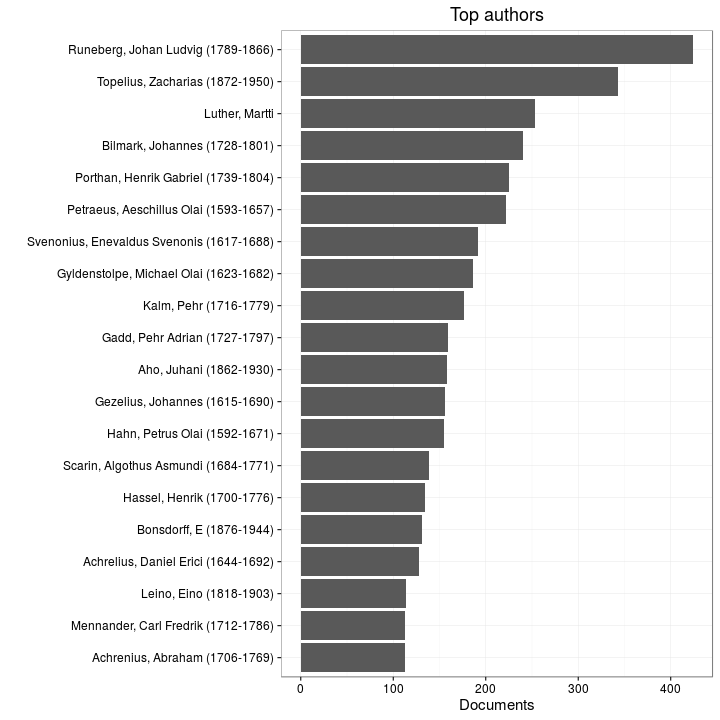 Top authors
Runeberg, Johan Ludvig (1789-1866)
Topelius, Zacharias (1872-1950)
Luther, Martti
Bilmark, Johannes (1728-1801)
Porthan, Henrik Gabriel (1739-1804)
Petraeus, Aeschillus Olai (1593-1657)
Svenonius, Enevaldus Svenonis (1617-1688)
Gyldenstolpe, Michael Olai (1623-1682)
Kalm, Pehr (1716-1779)
Gadd, Pehr Adrian (1727-1797)
Aho, Juhani (1862-1930)
Gezelius, Johannes (1615-1690)
Hahn, Petrus Olai (1592-1671)
Scarin, Algothus Asmundi (1684-1771)
Hassel, Henrik (1700-1776)
Bonsdorff, E (1876-1944)
Achrelius, Daniel Erici (1644-1692)
Leino, Eino (1818-1903)
Mennander, Carl Fredrik (1712-1786)
Achrenius, Abraham (1706-1769)
0 100 200 300 400
Documents